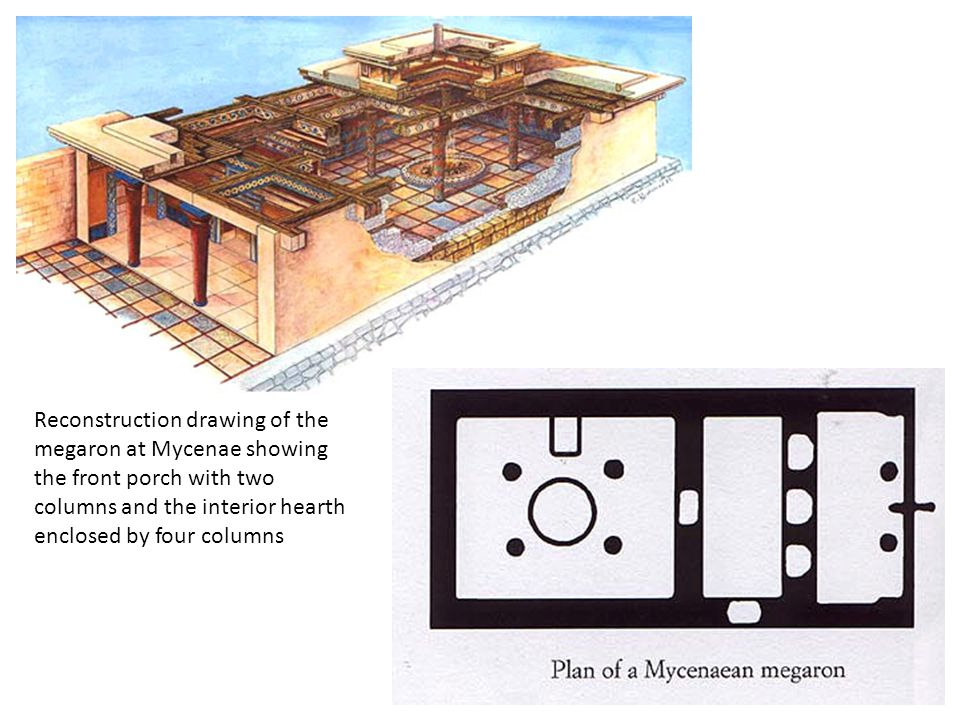 Reconstruction drawing of the
megaron at Mycenae showing
the front porch with two
columns and the interior hearth
enclosed by four columns
Plan of a Mycenaean megaron